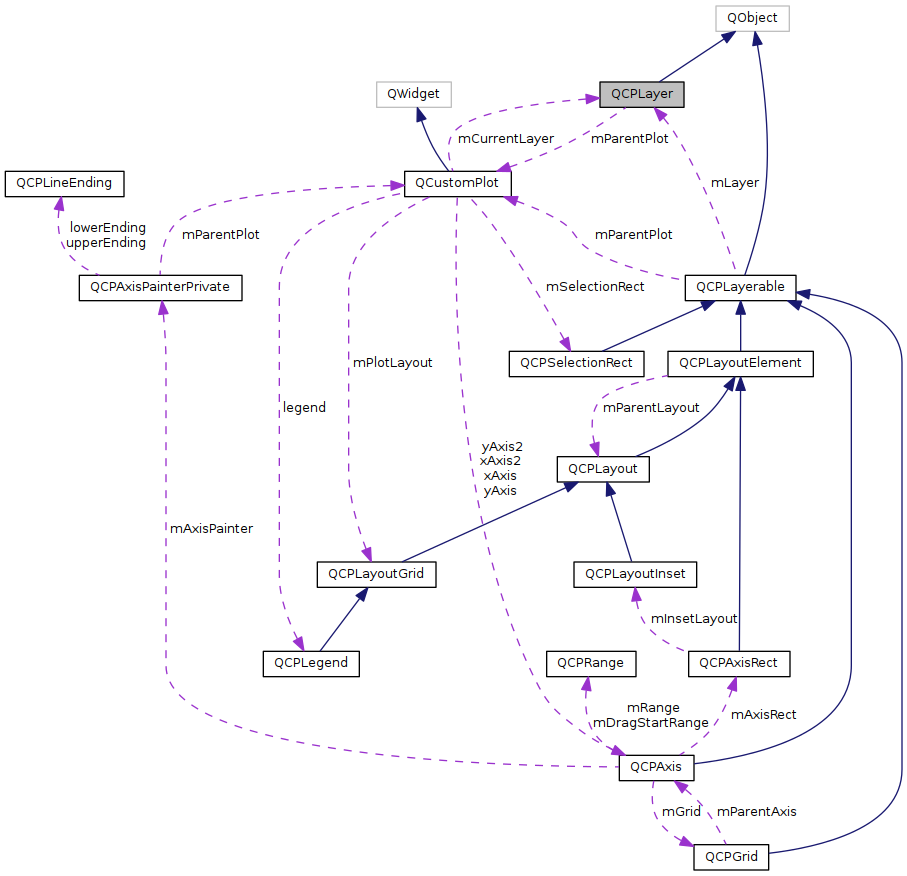 QObject
QWidget
QCPLayer
mCurrentLayer
mParentPlot
QCPLineEnding
QCustomPlot
mLayer
lowerEnding
upperEnding
mParentPlot
mParentPlot
QCPAxisPainterPrivate
mSelectionRect
QCPLayerable
mPlotLayout
QCPSelectionRect
QCPLayoutElement
legend
mParentLayout
yAxis2
xAxis2
xAxis
yAxis
QCPLayout
mAxisPainter
QCPLayoutGrid
QCPLayoutInset
mInsetLayout
QCPLegend
QCPRange
QCPAxisRect
mRange
mDragStartRange
mAxisRect
QCPAxis
mGrid
mParentAxis
QCPGrid